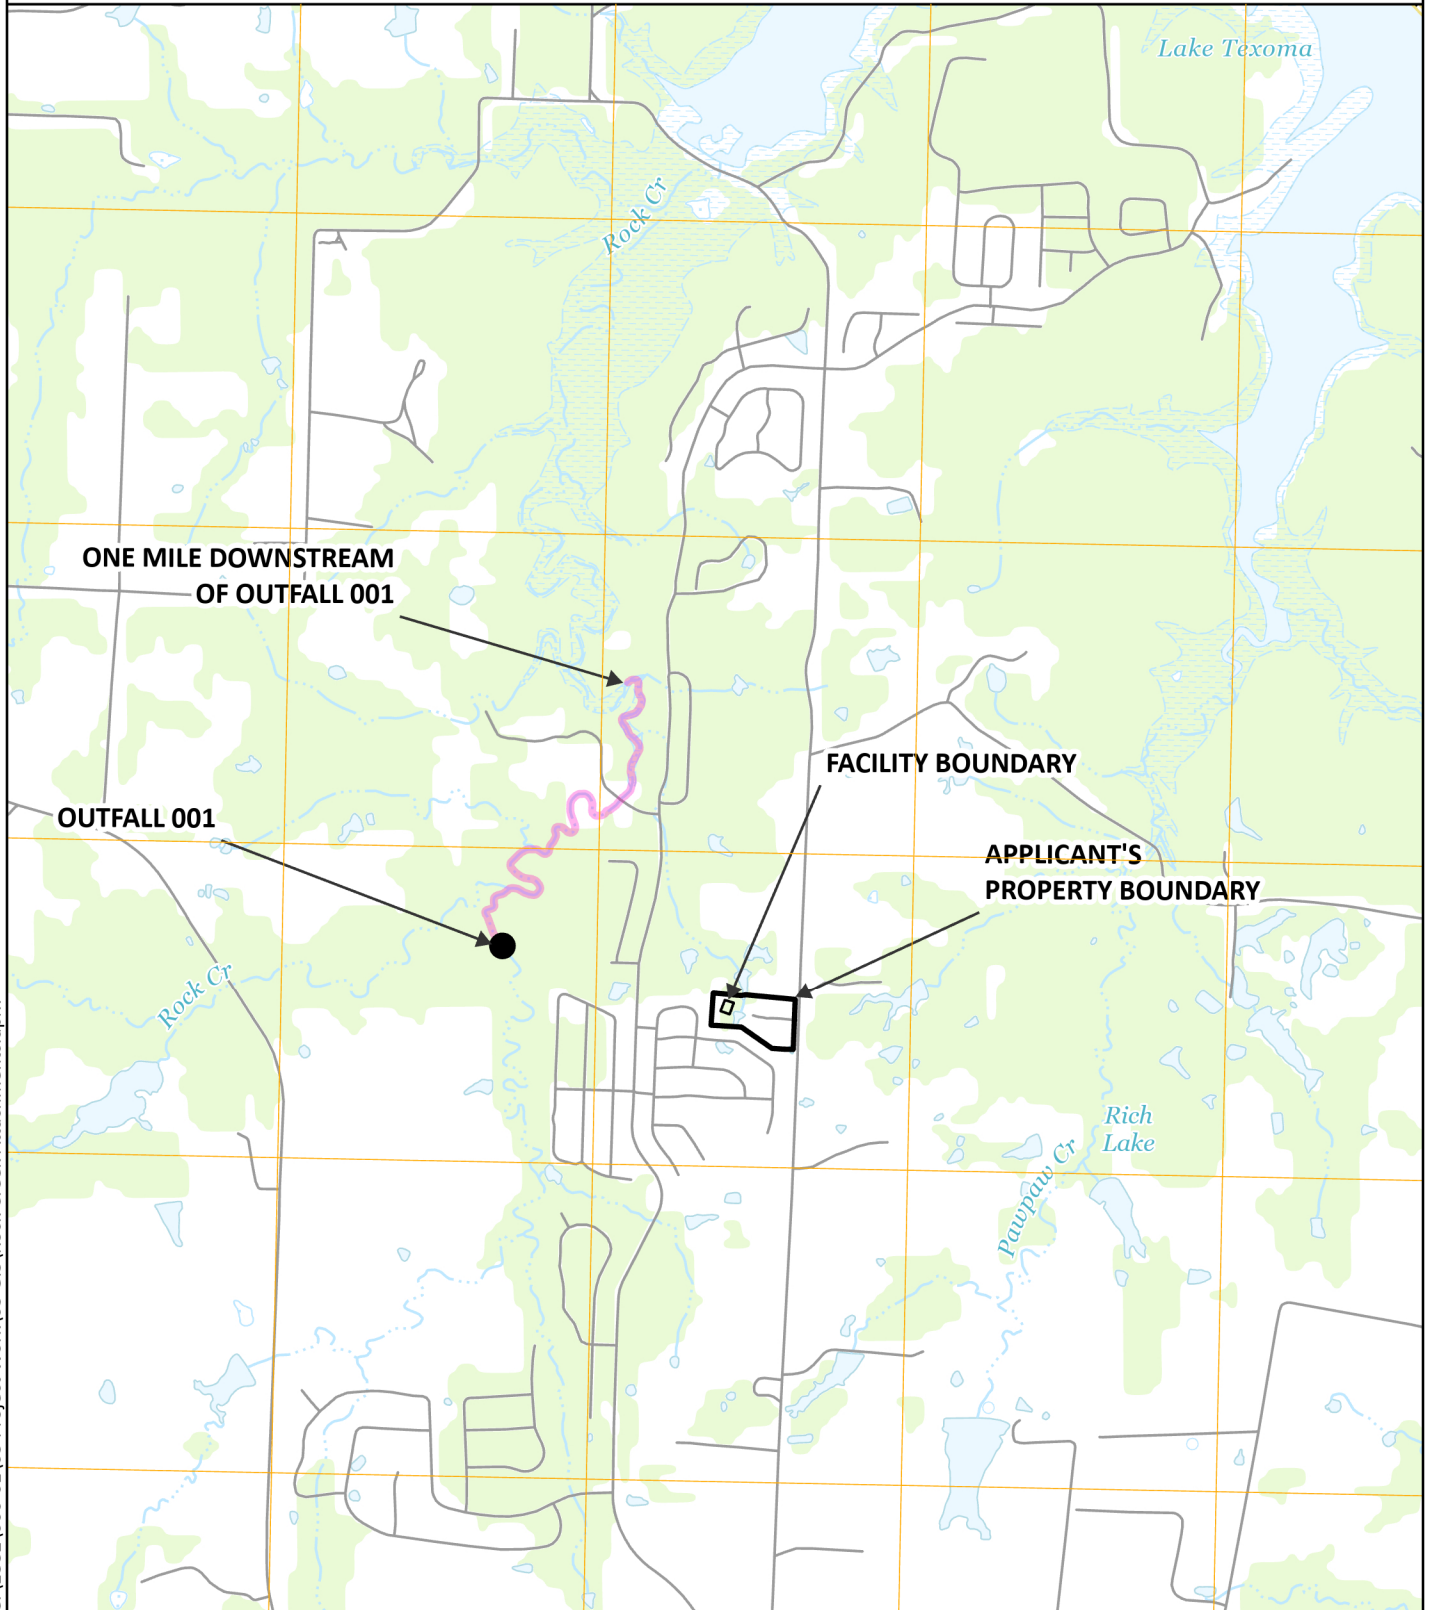 Lake Texoma
Rock Cr
ONE MILE DOWNSTREAM
OF OUTFALL 001
FACILITY BOUNDARY
OUTFALL 001
APPLICANT'S
PROPERTY BOUNDARY
Rock Cr
Rich
Lake
Pawpaw Cr